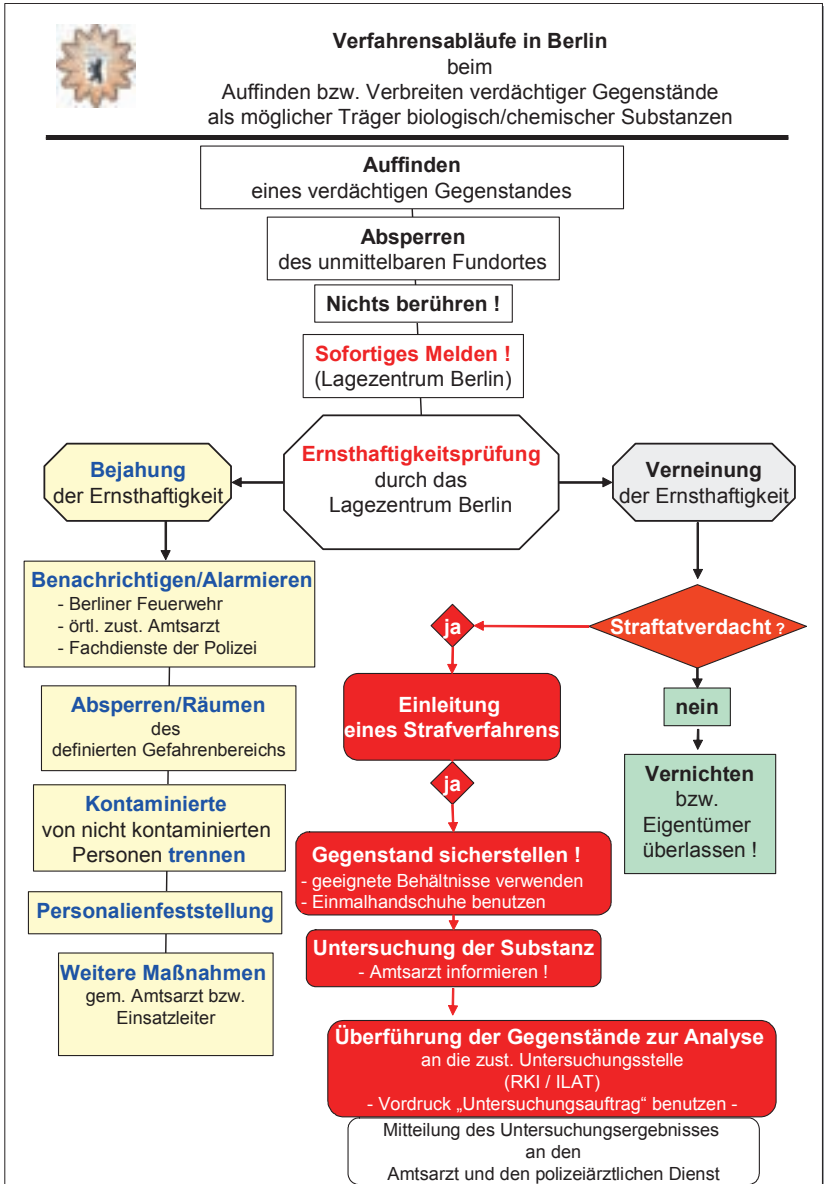 Verfahrensabläufe in Berlin
beim
Auffinden bzw. Verbreiten verdächtiger Gegenstände
als möglicher Träger biologisch/chemischer Substanzen
Auffinden
eines verdächtigen Gegenstandes
Absperren
des unmittelbaren Fundortes
Nichts berühren !
Sofortiges Melden !
(Lagezentrum Berlin)
Ernsthaftigkeitsprüfung
durch das
Lagezentrum Berlin
Bejahung
der Ernsthaftigkeit
Benachrichtigen/Alarmieren
- Berliner Feuerwehr
- örtl. zust. Amtsarzt
- Fachdienste der Polizei
Absperren/Räumen
des
definierten Gefahrenbereichs
Kontaminierte
von nicht kontaminierten
Personen trennen
Personalienfeststellung
Weitere Maßnahmen
gem. Amtsarzt bzw.
Einsatzleiter
Verneinung
der Ernsthaftigkeit
Straftatverdacht ?
ja
Einleitung
eines Strafverfahrens
ja
Gegenstand sicherstellen !
- geeignete Behältnisse verwenden
- Einmalhandschuhe benutzen
Untersuchung der Substanz
- Amtsarzt informieren !
Überführung der Gegenstände zur Analyse
an die zust. Untersuchungsstelle
(RKI / ILAT)
- Vordruck „Untersuchungsauftrag“ benutzen -
Mitteilung des Untersuchungsergebnisses
an den
Amtsarzt und den polizeiärztlichen Dienst
nein
Vernichten
bzw.
Eigentümer
überlassen !